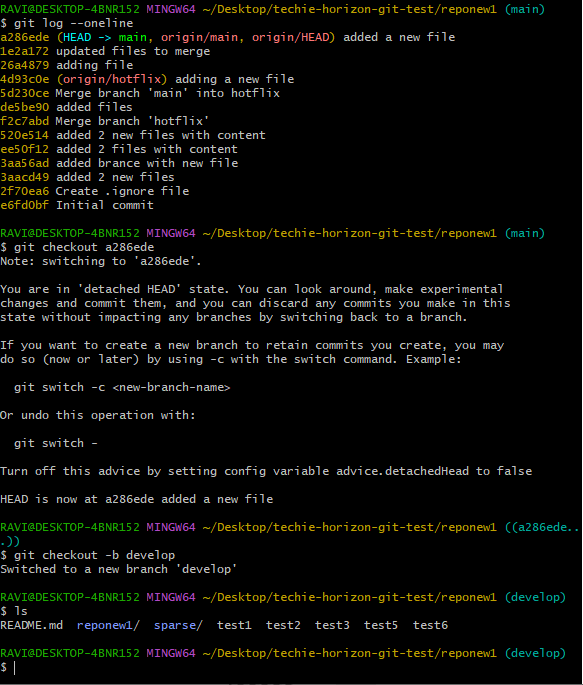 RAVI@DESKTOP-4BNR152 MINGW64 ~/Desktop/techie-horizon-git-test/reponew1 (main)
$ git log --oneline
a286ede (HEAD -> main, origin/main, origin/HEAD) added a new file
1e2a172 updated files to merge
26a4879 adding file
4d93c0e (origin/hotflix) adding a new file
5d230ce Merge branch 'main' into hotflix
de5be90 added files
f2c7abd Merge branch 'hotflix'
520e514 added 2 new files with content
ee50f12 added 2 files with content
3aa56ad added brance with new file
3aacd49 added 2 new files
2f70ea6 Create .ignore file
e6fd0bf Initial commit
RAVI@DESKTOP-4BNR152 MINGW64 ~/Desktop/techie-horizon-git-test/reponew1 (main)
$ git checkout a286ede
Note: switching to 'a286ede'.
You are in 'detached HEAD' state. You can look around, make experimental
changes and commit them, and you can discard any commits you make in this
state without impacting any branches by switching back to a branch.
If you want to create a new branch to retain commits you create, you may
do so (now or later) by using -c with the switch command. Example:
git switch -c <new-branch-name>
Or undo this operation with:
git switch -
Turn off this advice by setting config variable advice.detachedHead to false
HEAD is now at a286ede added a new file
RAVI@DESKTOP-4BNR152 MINGW64 ~/Desktop/techie-horizon-git-test/reponew1 ((a286ede..
.))
$ git checkout -b develop
Switched to a new branch 'develop'
RAVI@DESKTOP-4BNR152 MINGW64 ~/Desktop/techie-horizon-git-test/reponew1 (develop)
$ ls
README.md reponew1/ sparse/ test1 test2 test3 test5 test6
RAVI@DESKTOP-4BNR152 MINGW64 ~/Desktop/techie-horizon-git-test/reponew1 (develop)
$